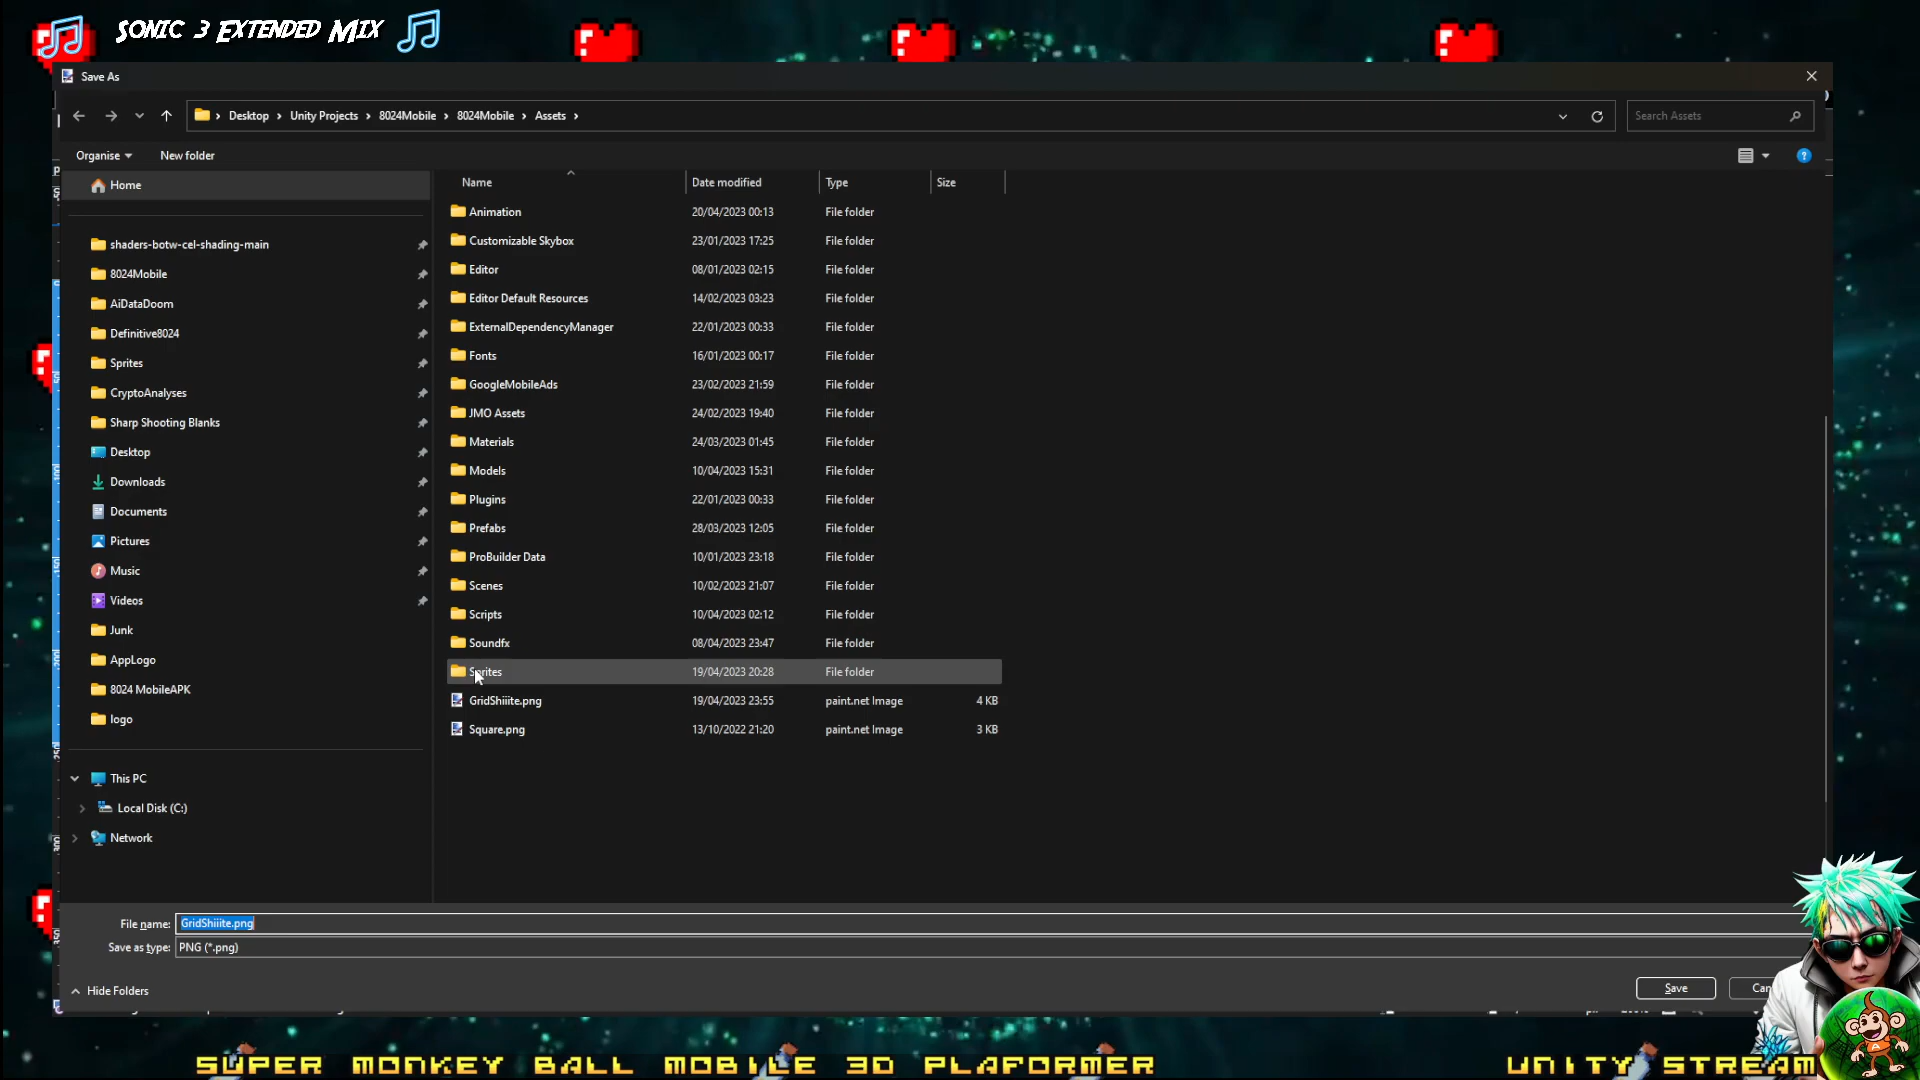 Sonic 3 Extended Mix
Save As
Desktop > Unity Projects > 8024Mobile > 8024Mobile > Assets >
Search Assets
Organise
New folder
Home
shaders-botw-cel-shading-main
8024Mobile
AiDataDoom
Definitive8024
Sprites
CryptoAnalyses
Sharp Shooting Blanks
Desktop
Downloads
Documents
Pictures
Music
Videos
Junk
AppLogo
8024 MobileAPK
logo
This PC
Local Disk (C:)
Network
Name Date modified Type Size
Animation 20/04/2023 00:13 File folder
Customizable Skybox 23/01/2023 17:25 File folder
Editor 08/01/2023 02:15 File folder
Editor Default Resources 14/02/2023 03:23 File folder
ExternalDependencyManager 22/01/2023 00:33 File folder
Fonts 16/01/2023 00:17 File folder
GoogleMobileAds 23/02/2023 21:59 File folder
JMO Assets 24/02/2023 19:40 File folder
Materials 24/03/2023 01:45 File folder
Models 10/04/2023 15:31 File folder
Plugins 22/01/2023 00:33 File folder
Prefabs 28/03/2023 12:05 File folder
ProBuilder Data 10/01/2023 23:18 File folder
Scenes 10/02/2023 21:07 File folder
Scripts 10/04/2023 02:12 File folder
Soundfx 08/04/2023 23:47 File folder
Sprites 19/04/2023 20:28 File folder
GridShiiite.png 19/04/2023 23:55 paint.net Image 4 KB
Square.png 13/10/2022 21:20 paint.net Image 3 KB
File name: GridShiiite.png
Save as type: PNG (*.png)
Hide Folders
Save
Can
SUPER MONKEY BALL MOBILE 3D PLAFORMER
UNITY STREAM